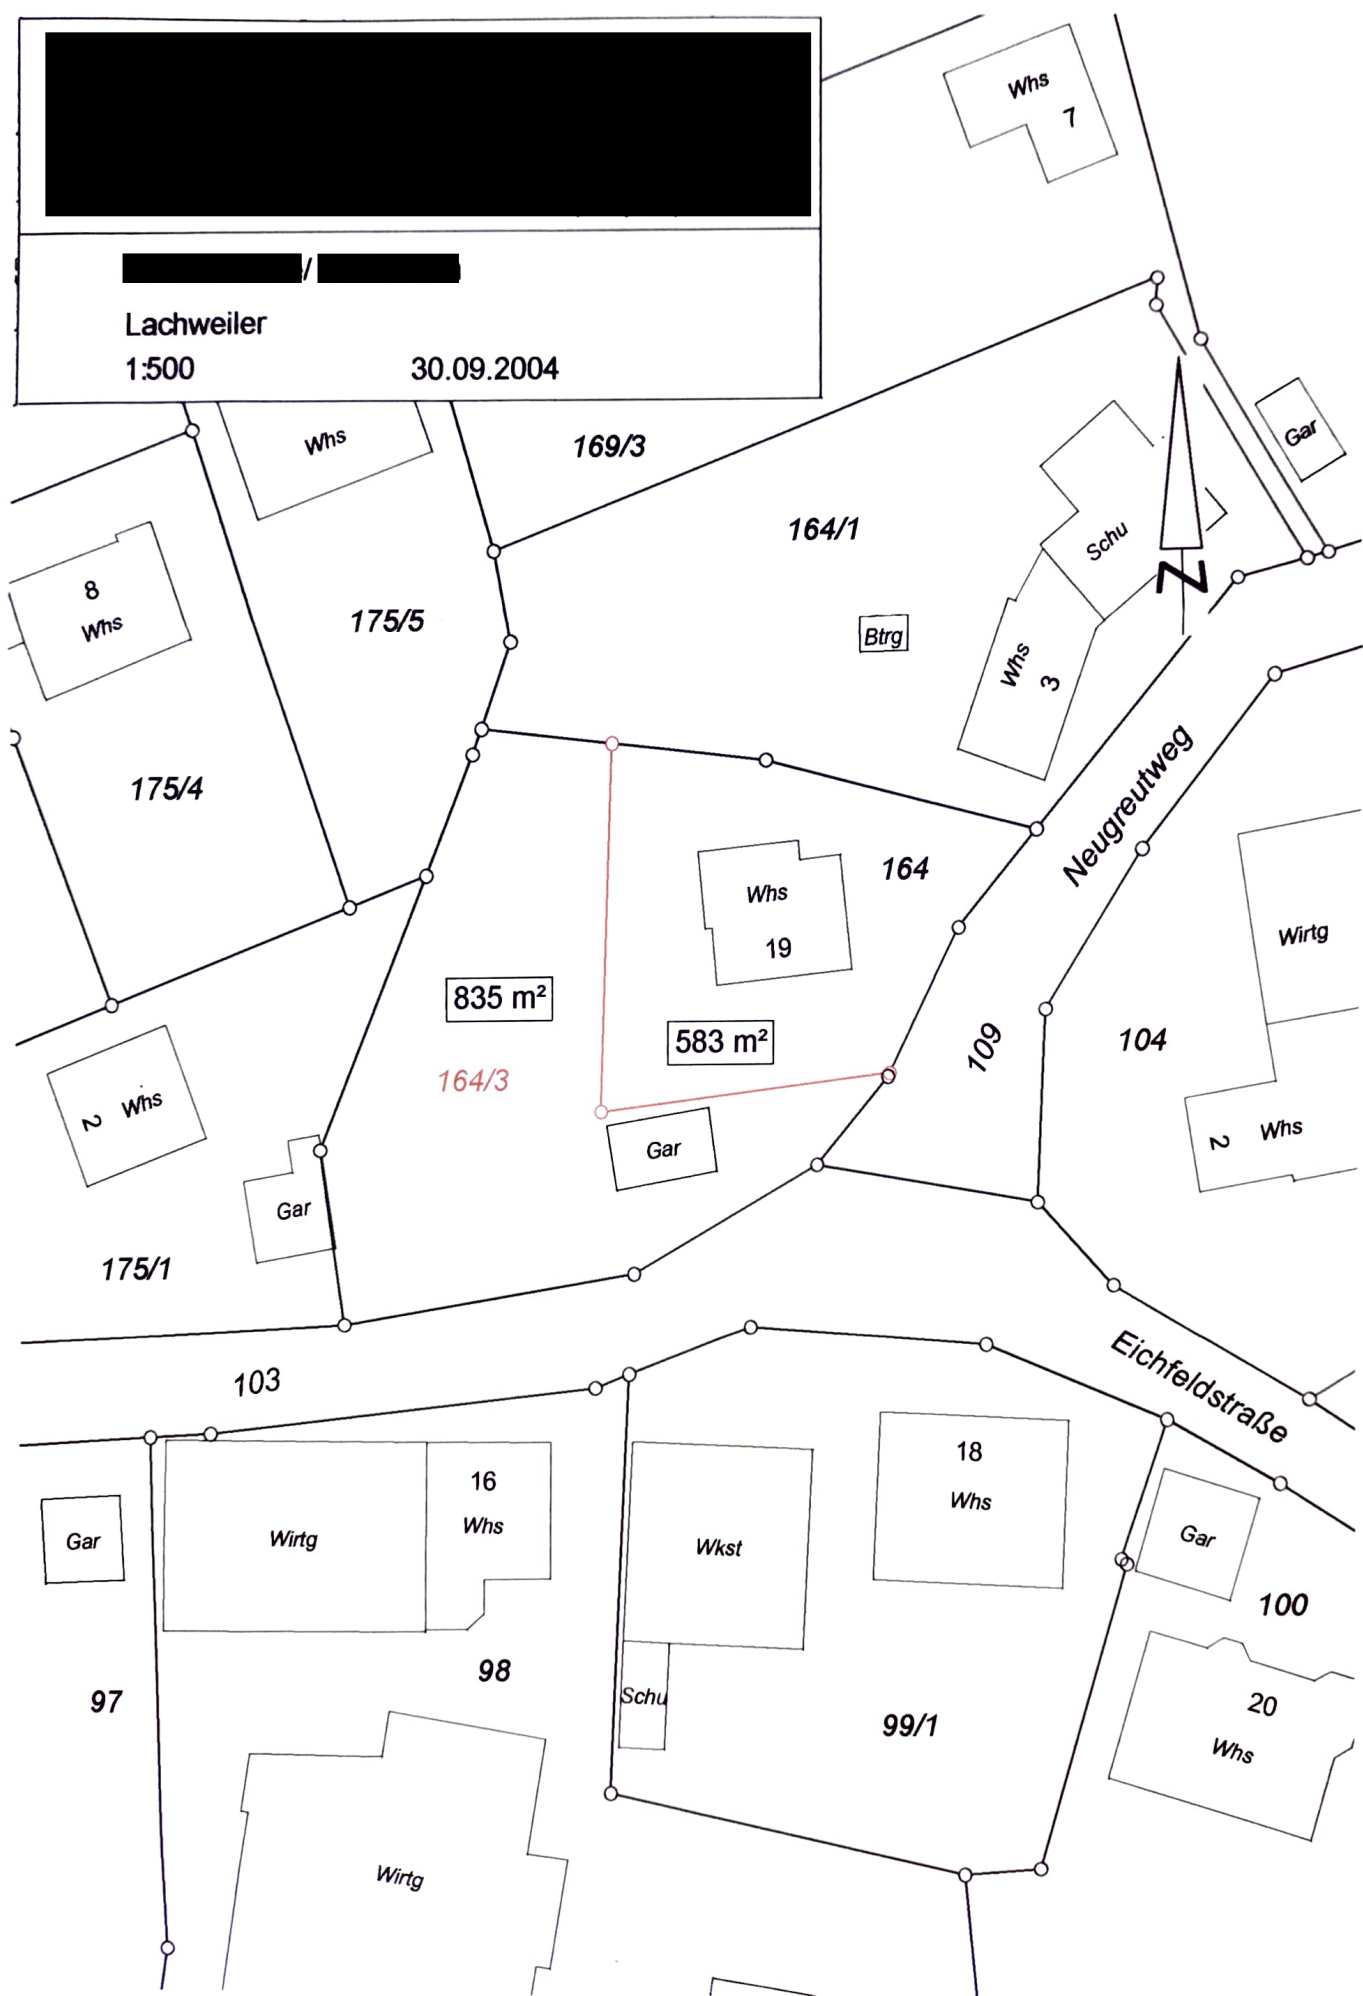 Whs
7
/
Lachweiler
1:500
30.09.2004
Whs
169/3
Gar
164/1
Schu
N
8
Whs
175/5
Btrg
Whs
3
175/4
Neugreutweg
164
Whs
19
Wirtg
835 m²
583 m²
109
104
164/3
2
Whs
Gar
2
Whs
Gar
175/1
103
Eichfeldstraße
16
Whs
18
Whs
Gar
Wirtg
Wkst
Gar
100
98
97
Schu
99/1
20
Whs
Wirtg